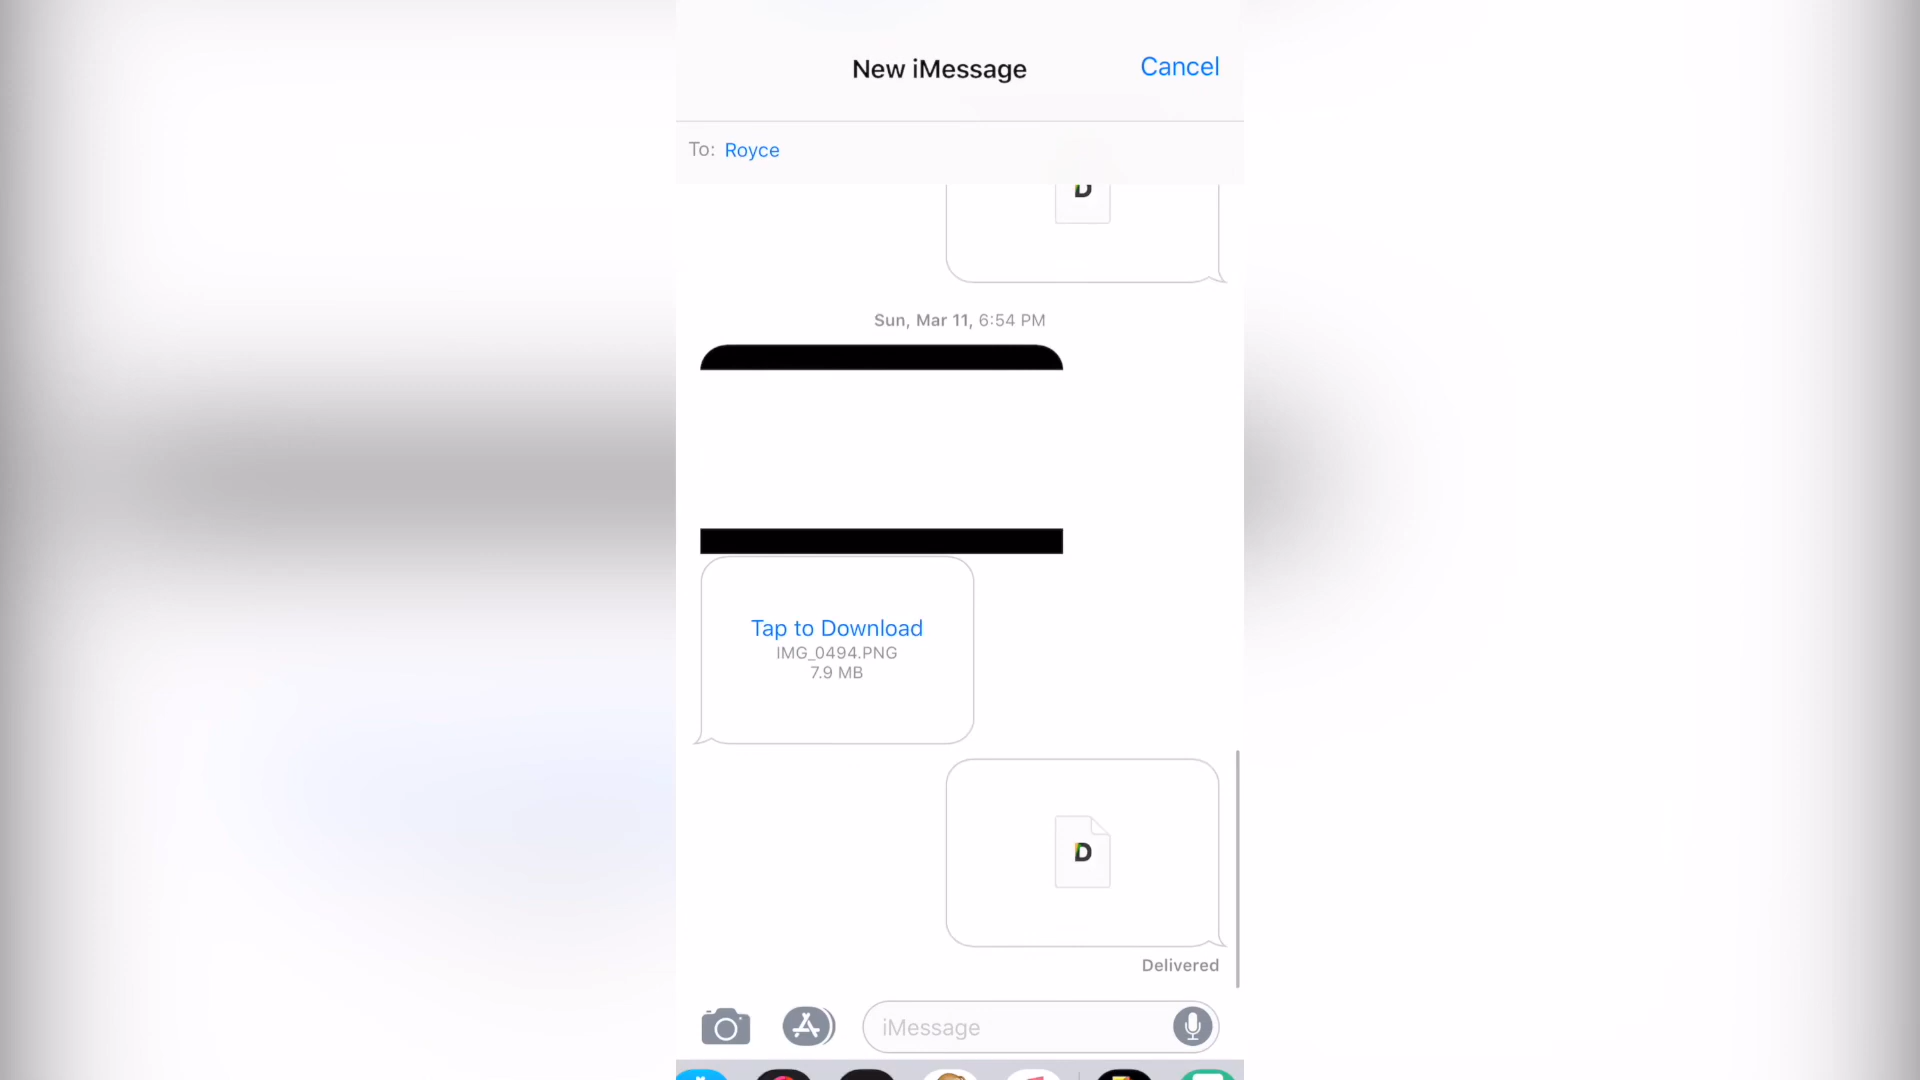 New iMessage
Cancel
To: Royce
D
Sun, Mar 11, 6:54 PM
Tap to Download
IMG_0494.PNG
7.9 MB
D
Delivered
iMessage